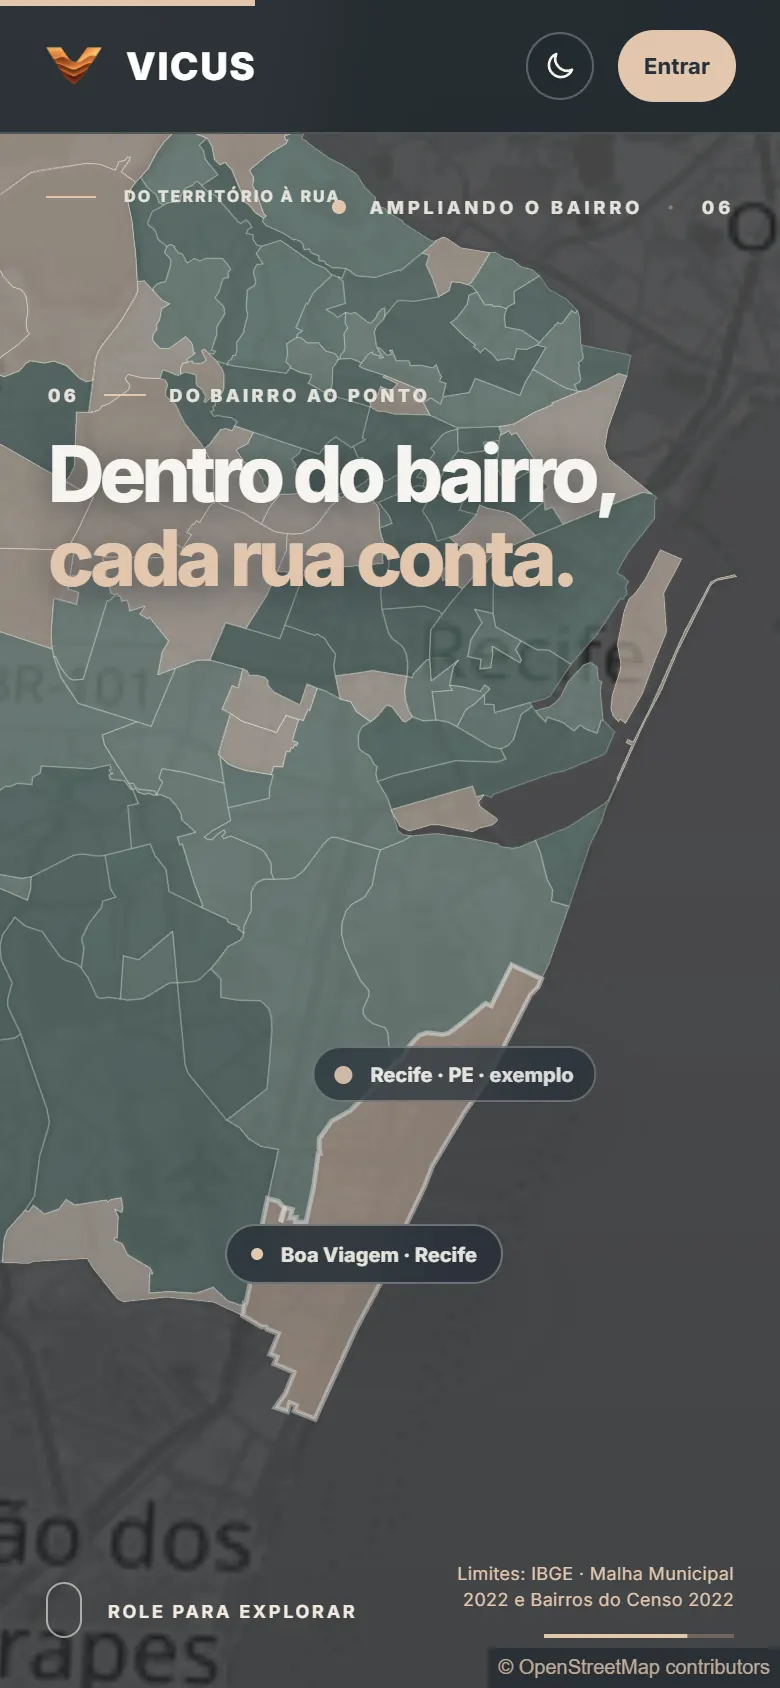 VICUS
Entrar
DO TERRITÓRIO À RUA
AMPLIANDO O BAIRRO · 06
O
06 — DO BAIRRO AO PONTO
Dentro do bairro,
cada rua conta.
Recife
BR-101
Recife · PE · exemplo
Boa Viagem · Recife
ão dos
rapes
ROLE PARA EXPLORAR
Limites: IBGE · Malha Municipal
2022 e Bairros do Censo 2022
© OpenStreetMap contributors